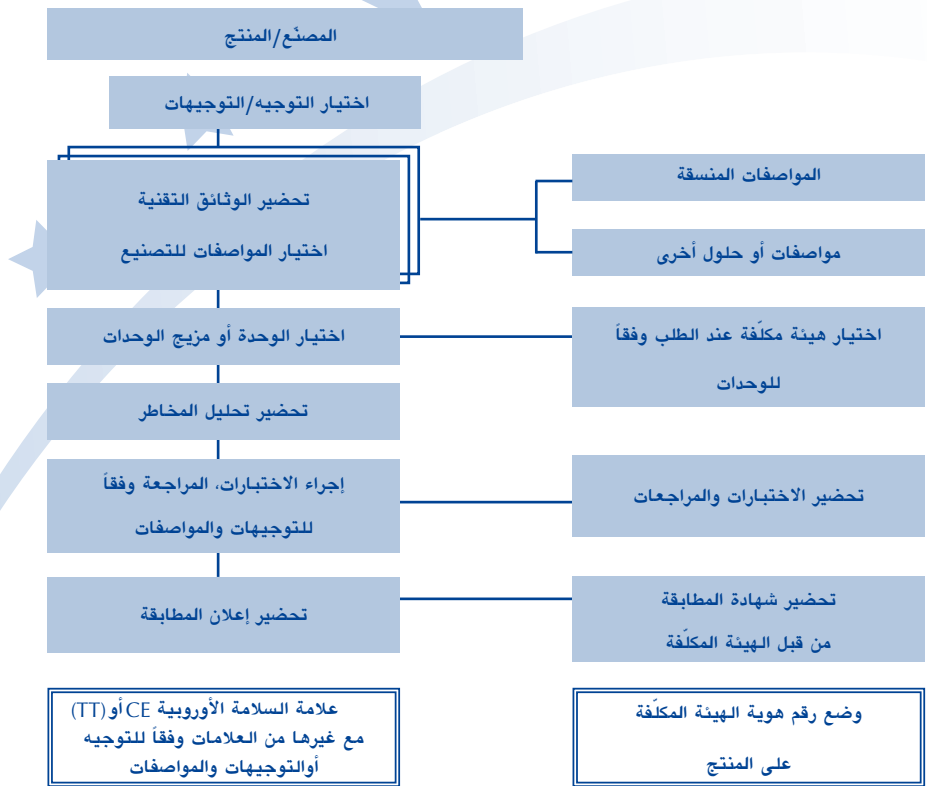 المصنّع/المنتج
اختيار التوجيه/التوجيهات
تحضير الوثائق التقنية
اختيار المواصفات للتصنيع
المواصفات المنسقة
مواصفات أو حلول أخرى
اختيار الوحدة أو مزيج الوحدات
اختيار هيئة مكلّفة عند الطلب وفقاً
للوحدات
تحضير تحليل المخاطر
إجراء الاختبارات، المراجعة وفقاً
للتوجيهات والمواصفات
تحضير الاختبارات والمراجعات
تحضير إعلان المطابقة
تحضير شهادة المطابقة
من قبل الهيئة المكلّفة
علامة السلامة الأوروبية CE أو (TT)
مع غيرها من العلامات وفقاً للتوجيه
أوالتوجيهات والمواصفات
وضع رقم هوية الهيئة المكلّفة
على المنتج